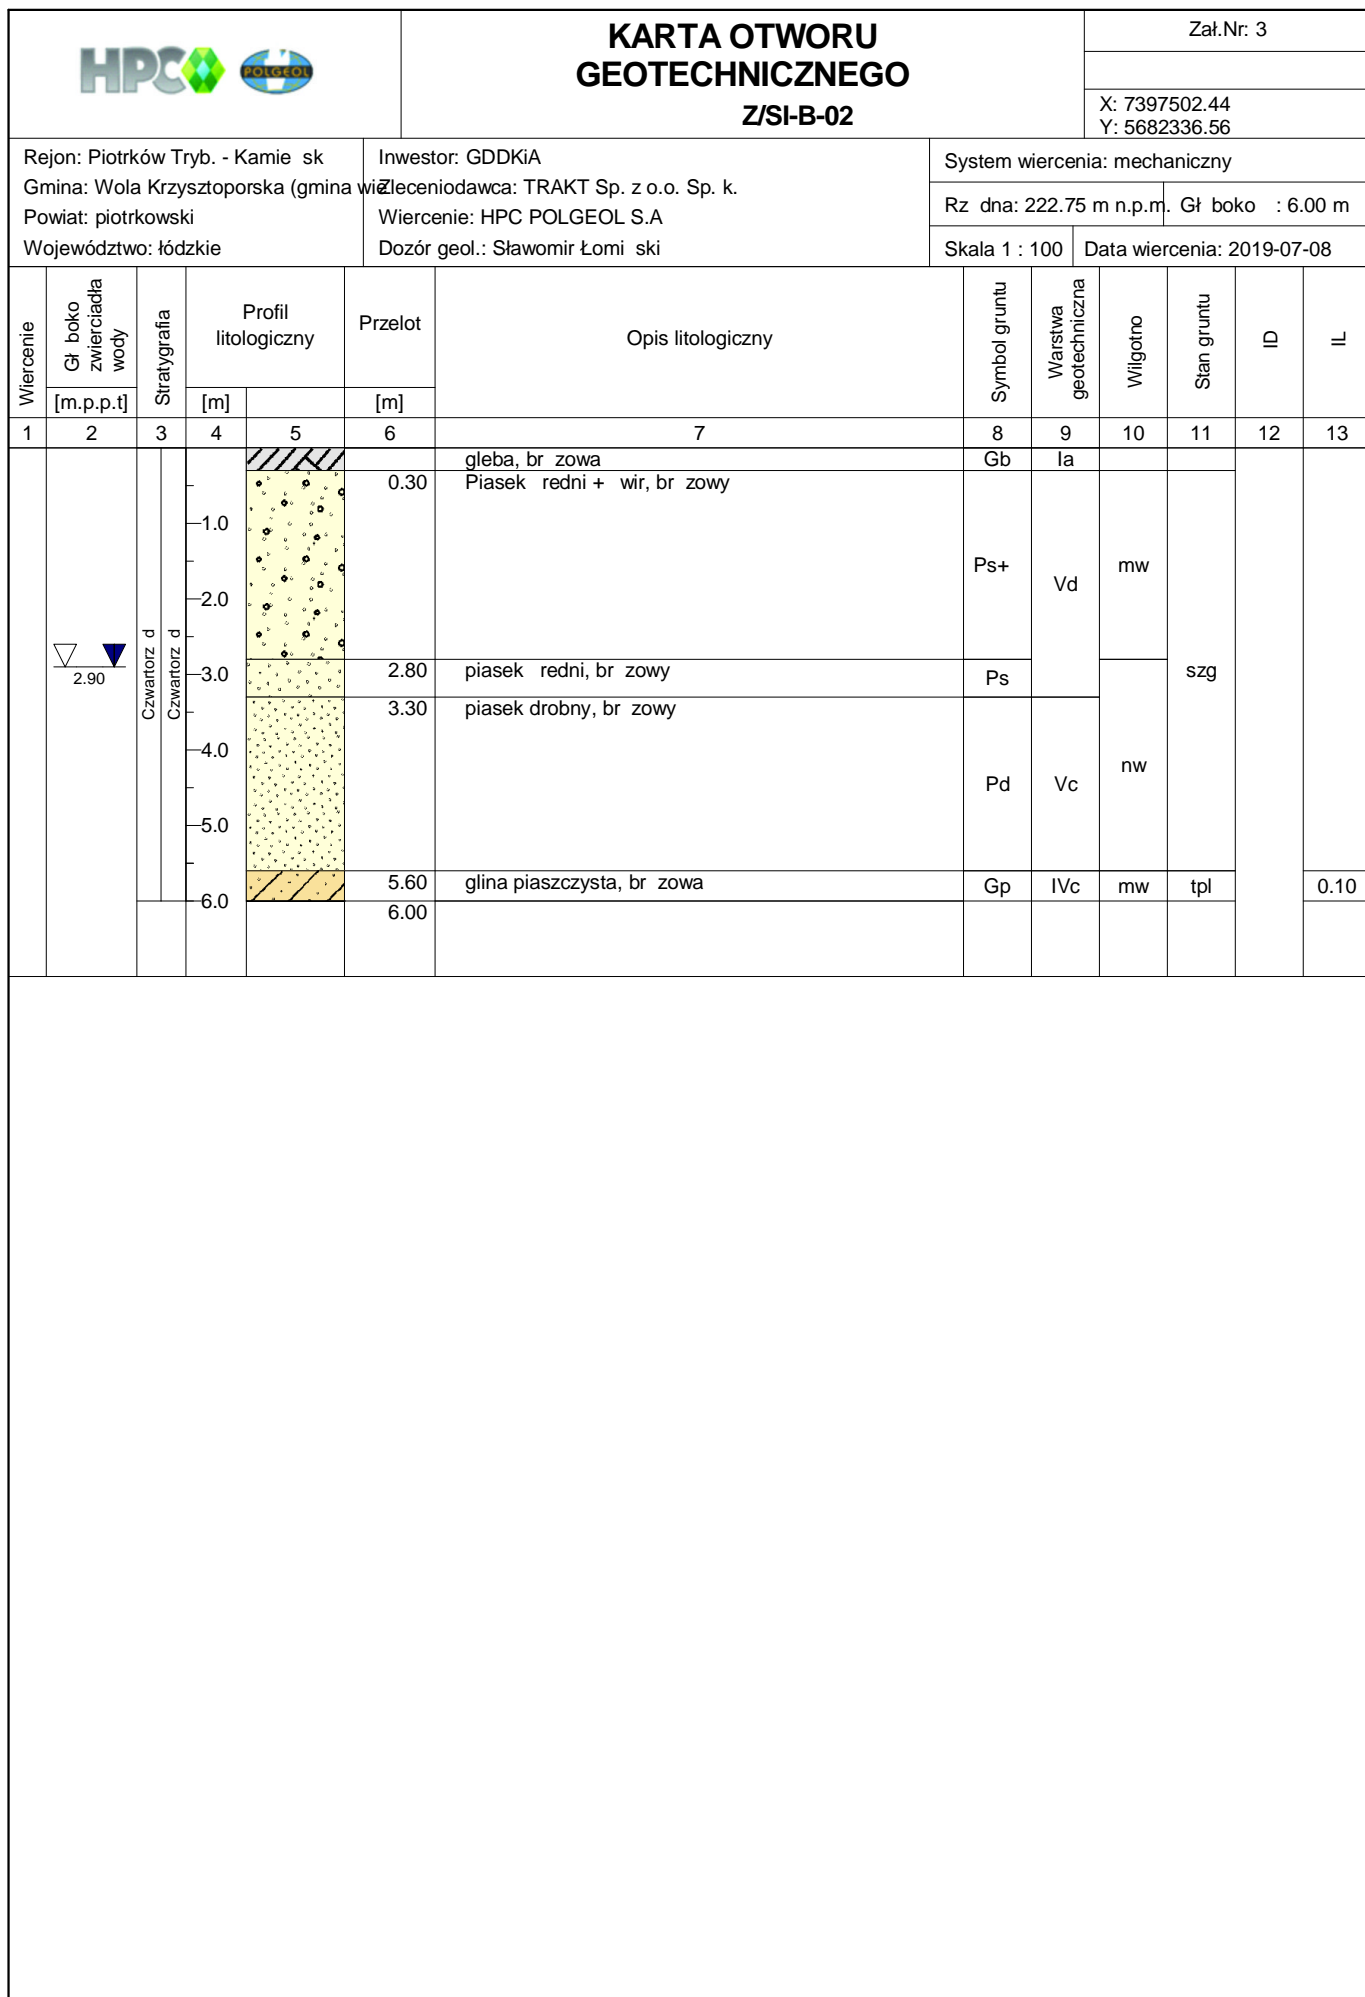 HPC POLGEOL
KARTA OTWORU
GEOTECHNICZNEGO
Z/SI-B-02
Zał.Nr: 3
X: 7397502.44
Y: 5682336.56
Rejon: Piotrków Tryb. - Kamie sk
Gmina: Wola Krzysztoporska (gmina wie
Powiat: piotrkowski
Województwo: łódzkie
Inwestor: GDDKiA
Zleceniodawca: TRAKT Sp. z o.o. Sp. k.
Wiercenie: HPC POLGEOL S.A
Dozór geol.: Sławomir Łomi ski
System wiercenia: mechaniczny
Rz dna: 222.75 m n.p.m. Gł boko : 6.00 m
Skala 1 : 100 Data wiercenia: 2019-07-08
Wiercenie
Gł boko
zwierciadła
wody
[m.p.p.t]
Stratygrafia
Profil
litologiczny
[m]
Przelot
[m]
Opis litologiczny
Symbol gruntu
Warstwa
geotechniczna
Wilgotno
Stan gruntu
ID
IL
1 2 3 4 5 6 7 8 9 10 11 12 13
gleba, br zowa Gb Ia
0.30 Piasek redni + wir, br zowy
1.0
Ps+ Vd mw
2.0
Czwartorz d
Czwartorz d
2.90
3.0
2.80 piasek redni, br zowy Ps szg
3.30 piasek drobny, br zowy
4.0
Pd Vc nw
5.0
5.60 glina piaszczysta, br zowa Gp IVc mw tpl 0.10
6.0
6.00